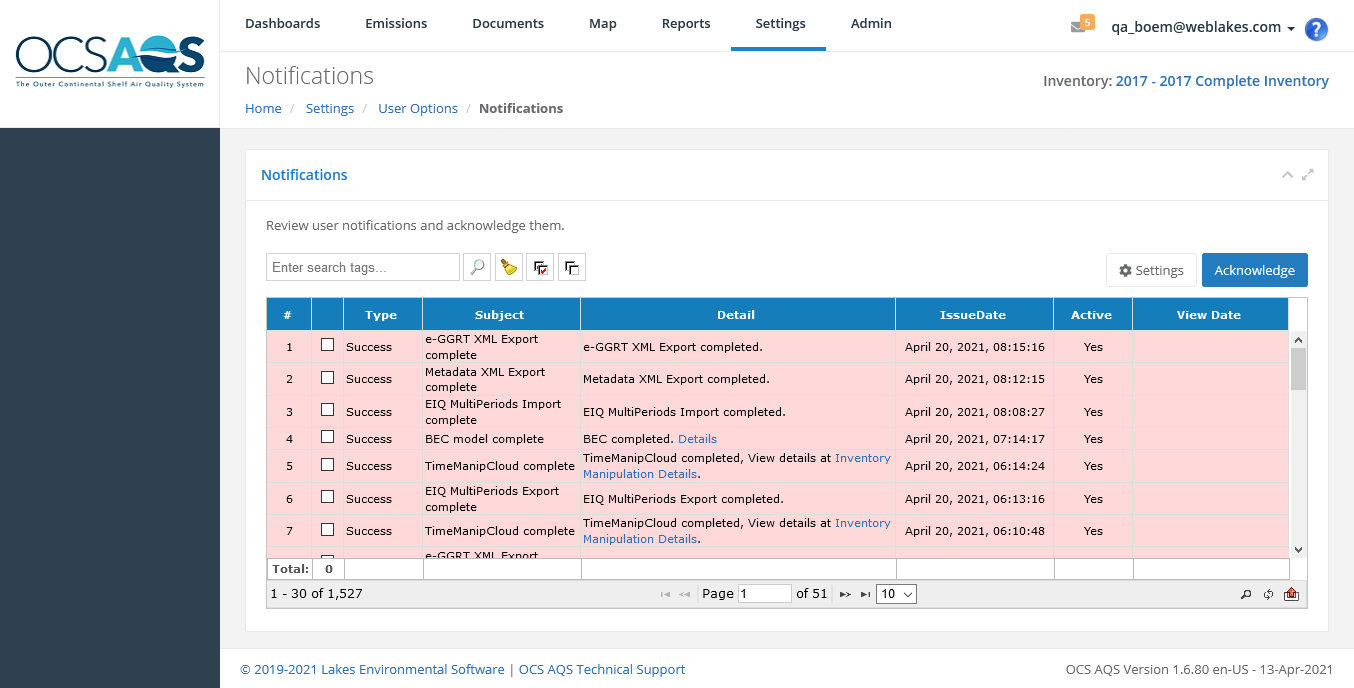 OCSAQS
The Outer Continental Shelf Air Quality System
Dashboards Emissions Documents Map Reports Settings Admin
5 qa_boem@weblakes.com ?
Notifications
Inventory: 2017 - 2017 Complete Inventory
Home / Settings / User Options / Notifications
Notifications
Review user notifications and acknowledge them.
Enter search tags... Settings Acknowledge
# Type Subject Detail IssueDate Active View Date
1 Success e-GGRT XML Export complete e-GGRT XML Export completed. April 20, 2021, 08:15:16 Yes
2 Success Metadata XML Export complete Metadata XML Export completed. April 20, 2021, 08:12:15 Yes
3 Success EIQ MultiPeriods Import complete EIQ MultiPeriods Import completed. April 20, 2021, 08:08:27 Yes
4 Success BEC model complete BEC completed. Details April 20, 2021, 07:14:17 Yes
5 Success TimeManipCloud complete TimeManipCloud completed, View details at Inventory Manipulation Details. April 20, 2021, 06:14:24 Yes
6 Success EIQ MultiPeriods Export complete EIQ MultiPeriods Export completed. April 20, 2021, 06:13:16 Yes
7 Success TimeManipCloud complete TimeManipCloud completed, View details at Inventory Manipulation Details. April 20, 2021, 06:10:48 Yes
e-GGRT XML Export
Total: 0
1 - 30 of 1,527 Page 1 of 51 10
© 2019-2021 Lakes Environmental Software | OCS AQS Technical Support
OCS AQS Version 1.6.80 en-US - 13-Apr-2021